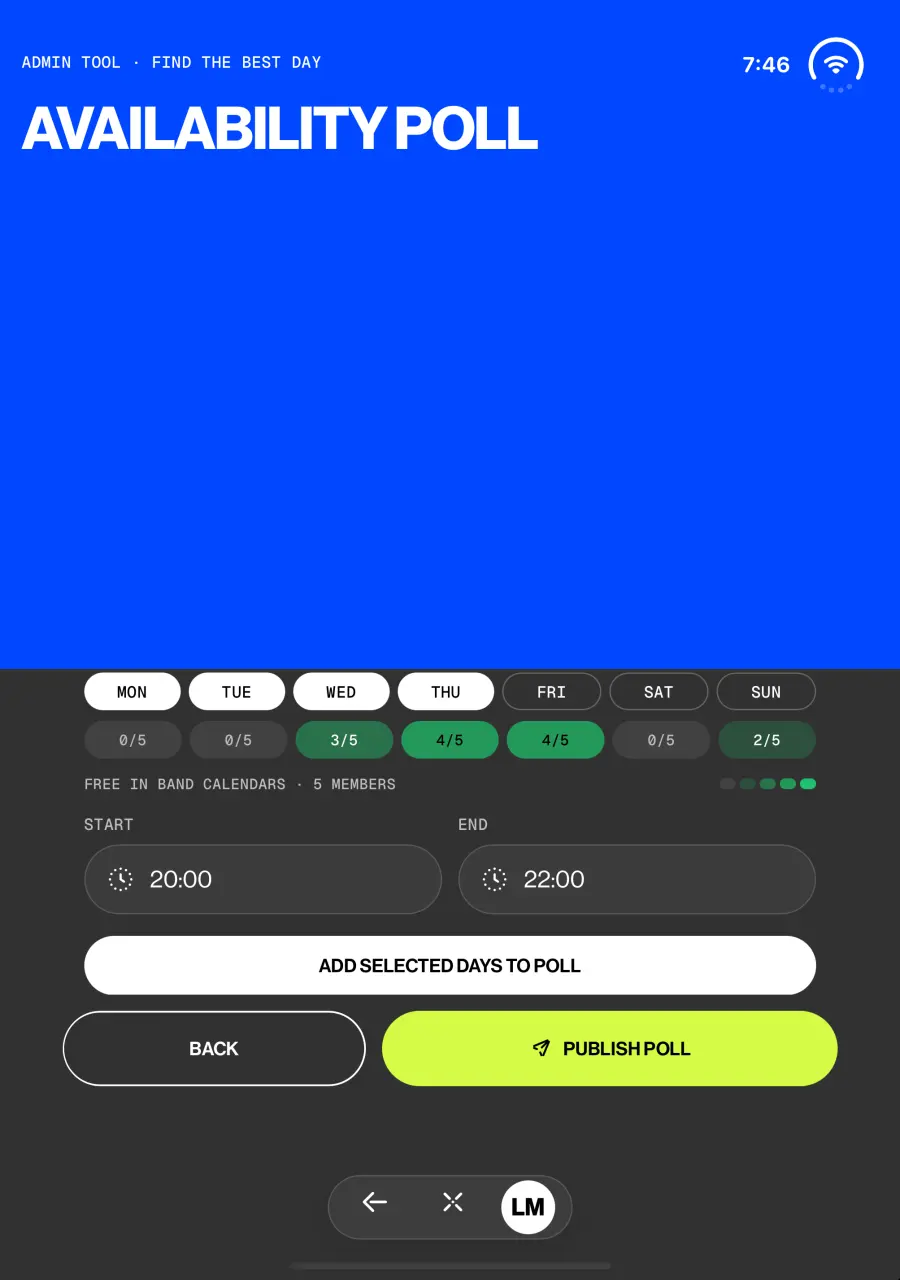 ADMIN TOOL · FIND THE BEST DAY
7:46
AVAILABILITY POLL
MON TUE WED THU FRI SAT SUN
0/5 0/5 3/5 4/5 4/5 0/5 2/5
FREE IN BAND CALENDARS · 5 MEMBERS
START END
20:00 22:00
ADD SELECTED DAYS TO POLL
BACK PUBLISH POLL
LM